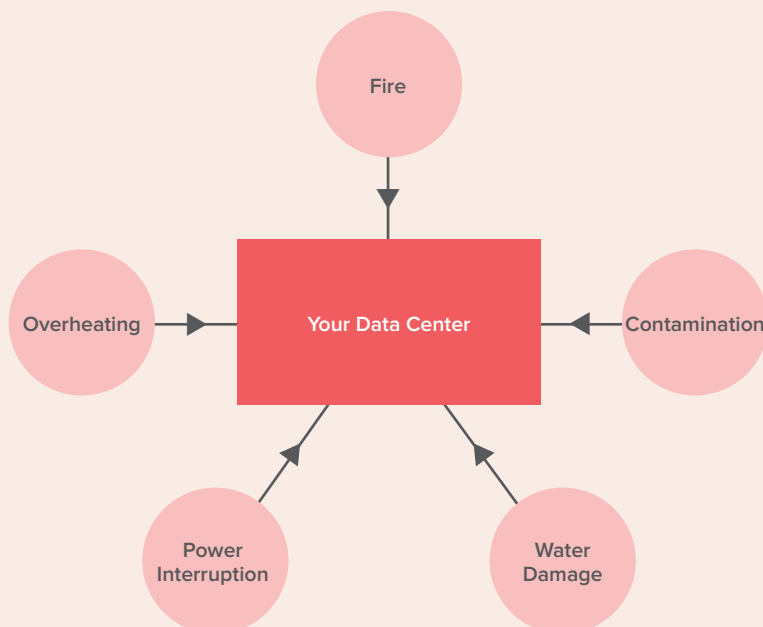 Fire
Overheating
Your Data Center
Contamination
Power
Interruption
Water
Damage